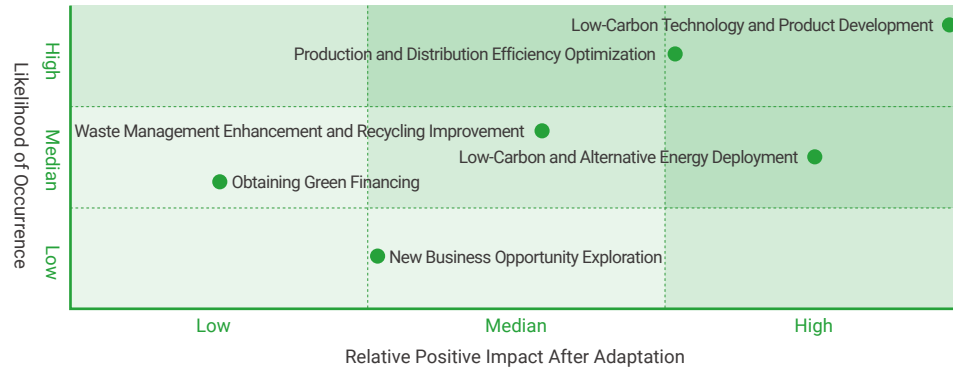 Low-Carbon Technology and Product Development
Production and Distribution Efficiency Optimization
Waste Management Enhancement and Recycling Improvement
Low-Carbon and Alternative Energy Deployment
Obtaining Green Financing
New Business Opportunity Exploration
Likelihood of Occurrence
High
Median
Low
Low
Median
High
Relative Positive Impact After Adaptation